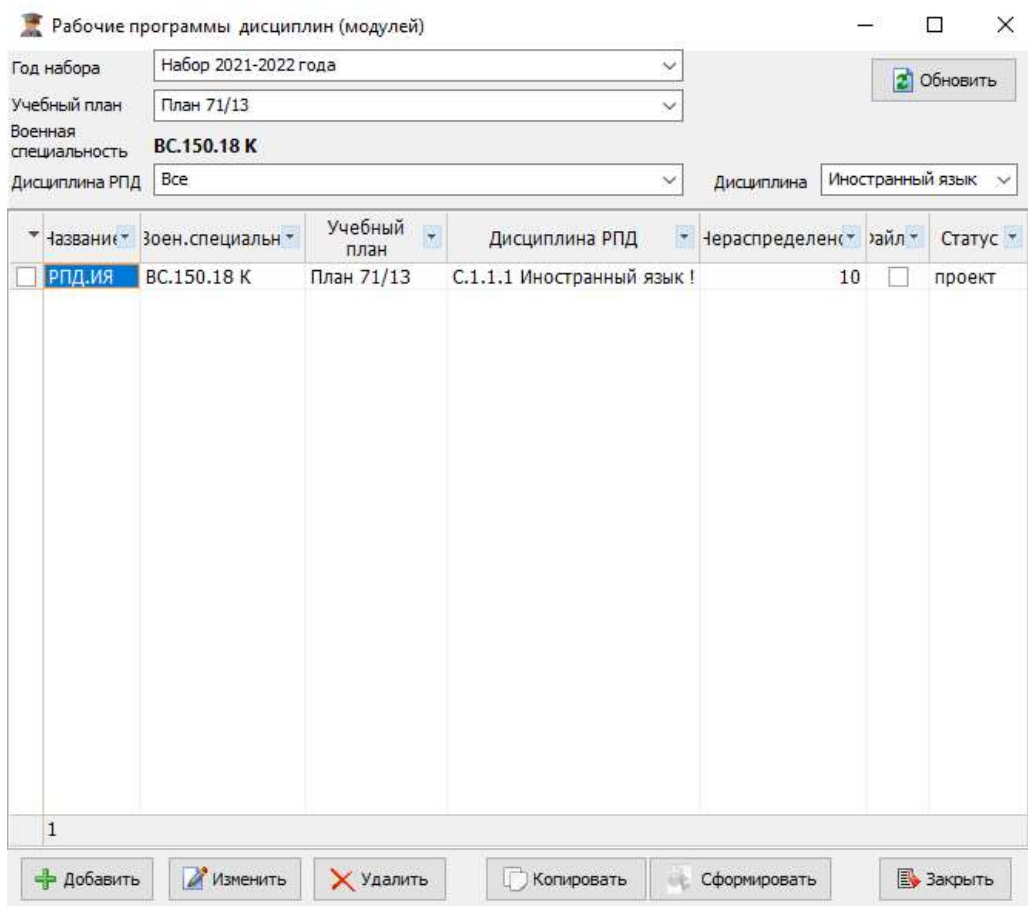 Рабочие программы дисциплин (модулей)
Год набора
Набор 2021-2022 года
Обновить
Учебный план
План 71/13
Военная
специальность
ВС.150.18 К
Дисциплина РПД
Все
Дисциплина
Иностранный язык
Название Воен.специальн Учебный план Дисциплина РПД Нераспределенс файл Статус
РПД.ИЯ ВС.150.18 К План 71/13 С.1.1.1 Иностранный язык ! 10 проект
1
Добавить Изменить Удалить Копировать Сформировать Закрыть